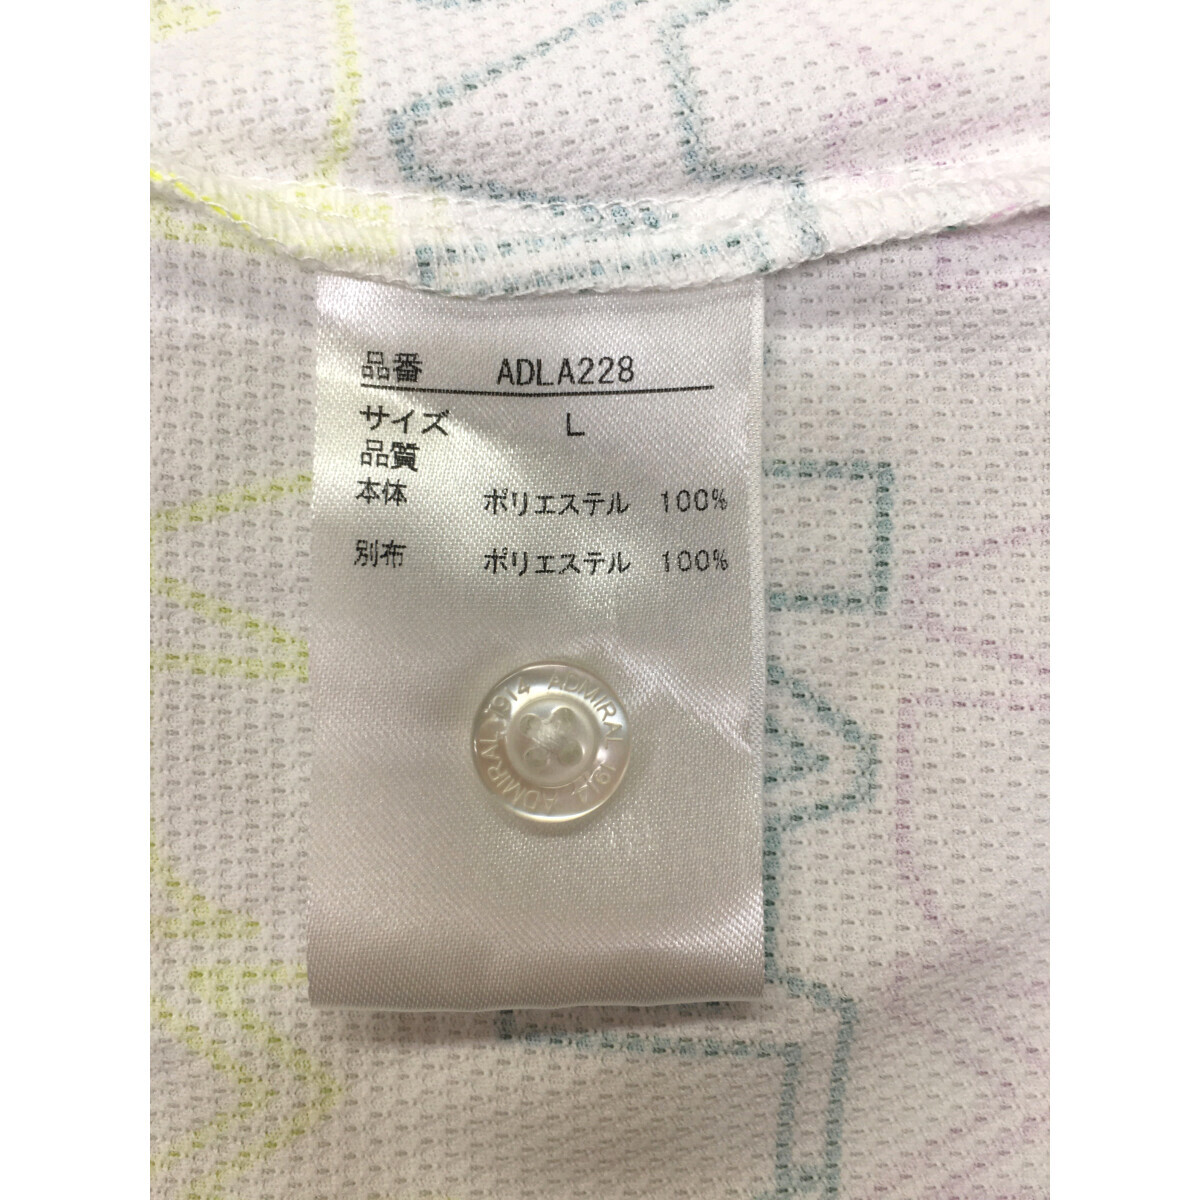 品番 ADLA228
サイズ L
品質
本体 ポリエステル 100%
別布 ポリエステル 100%
ADMIRAL 1914 ADMIRAL 1914